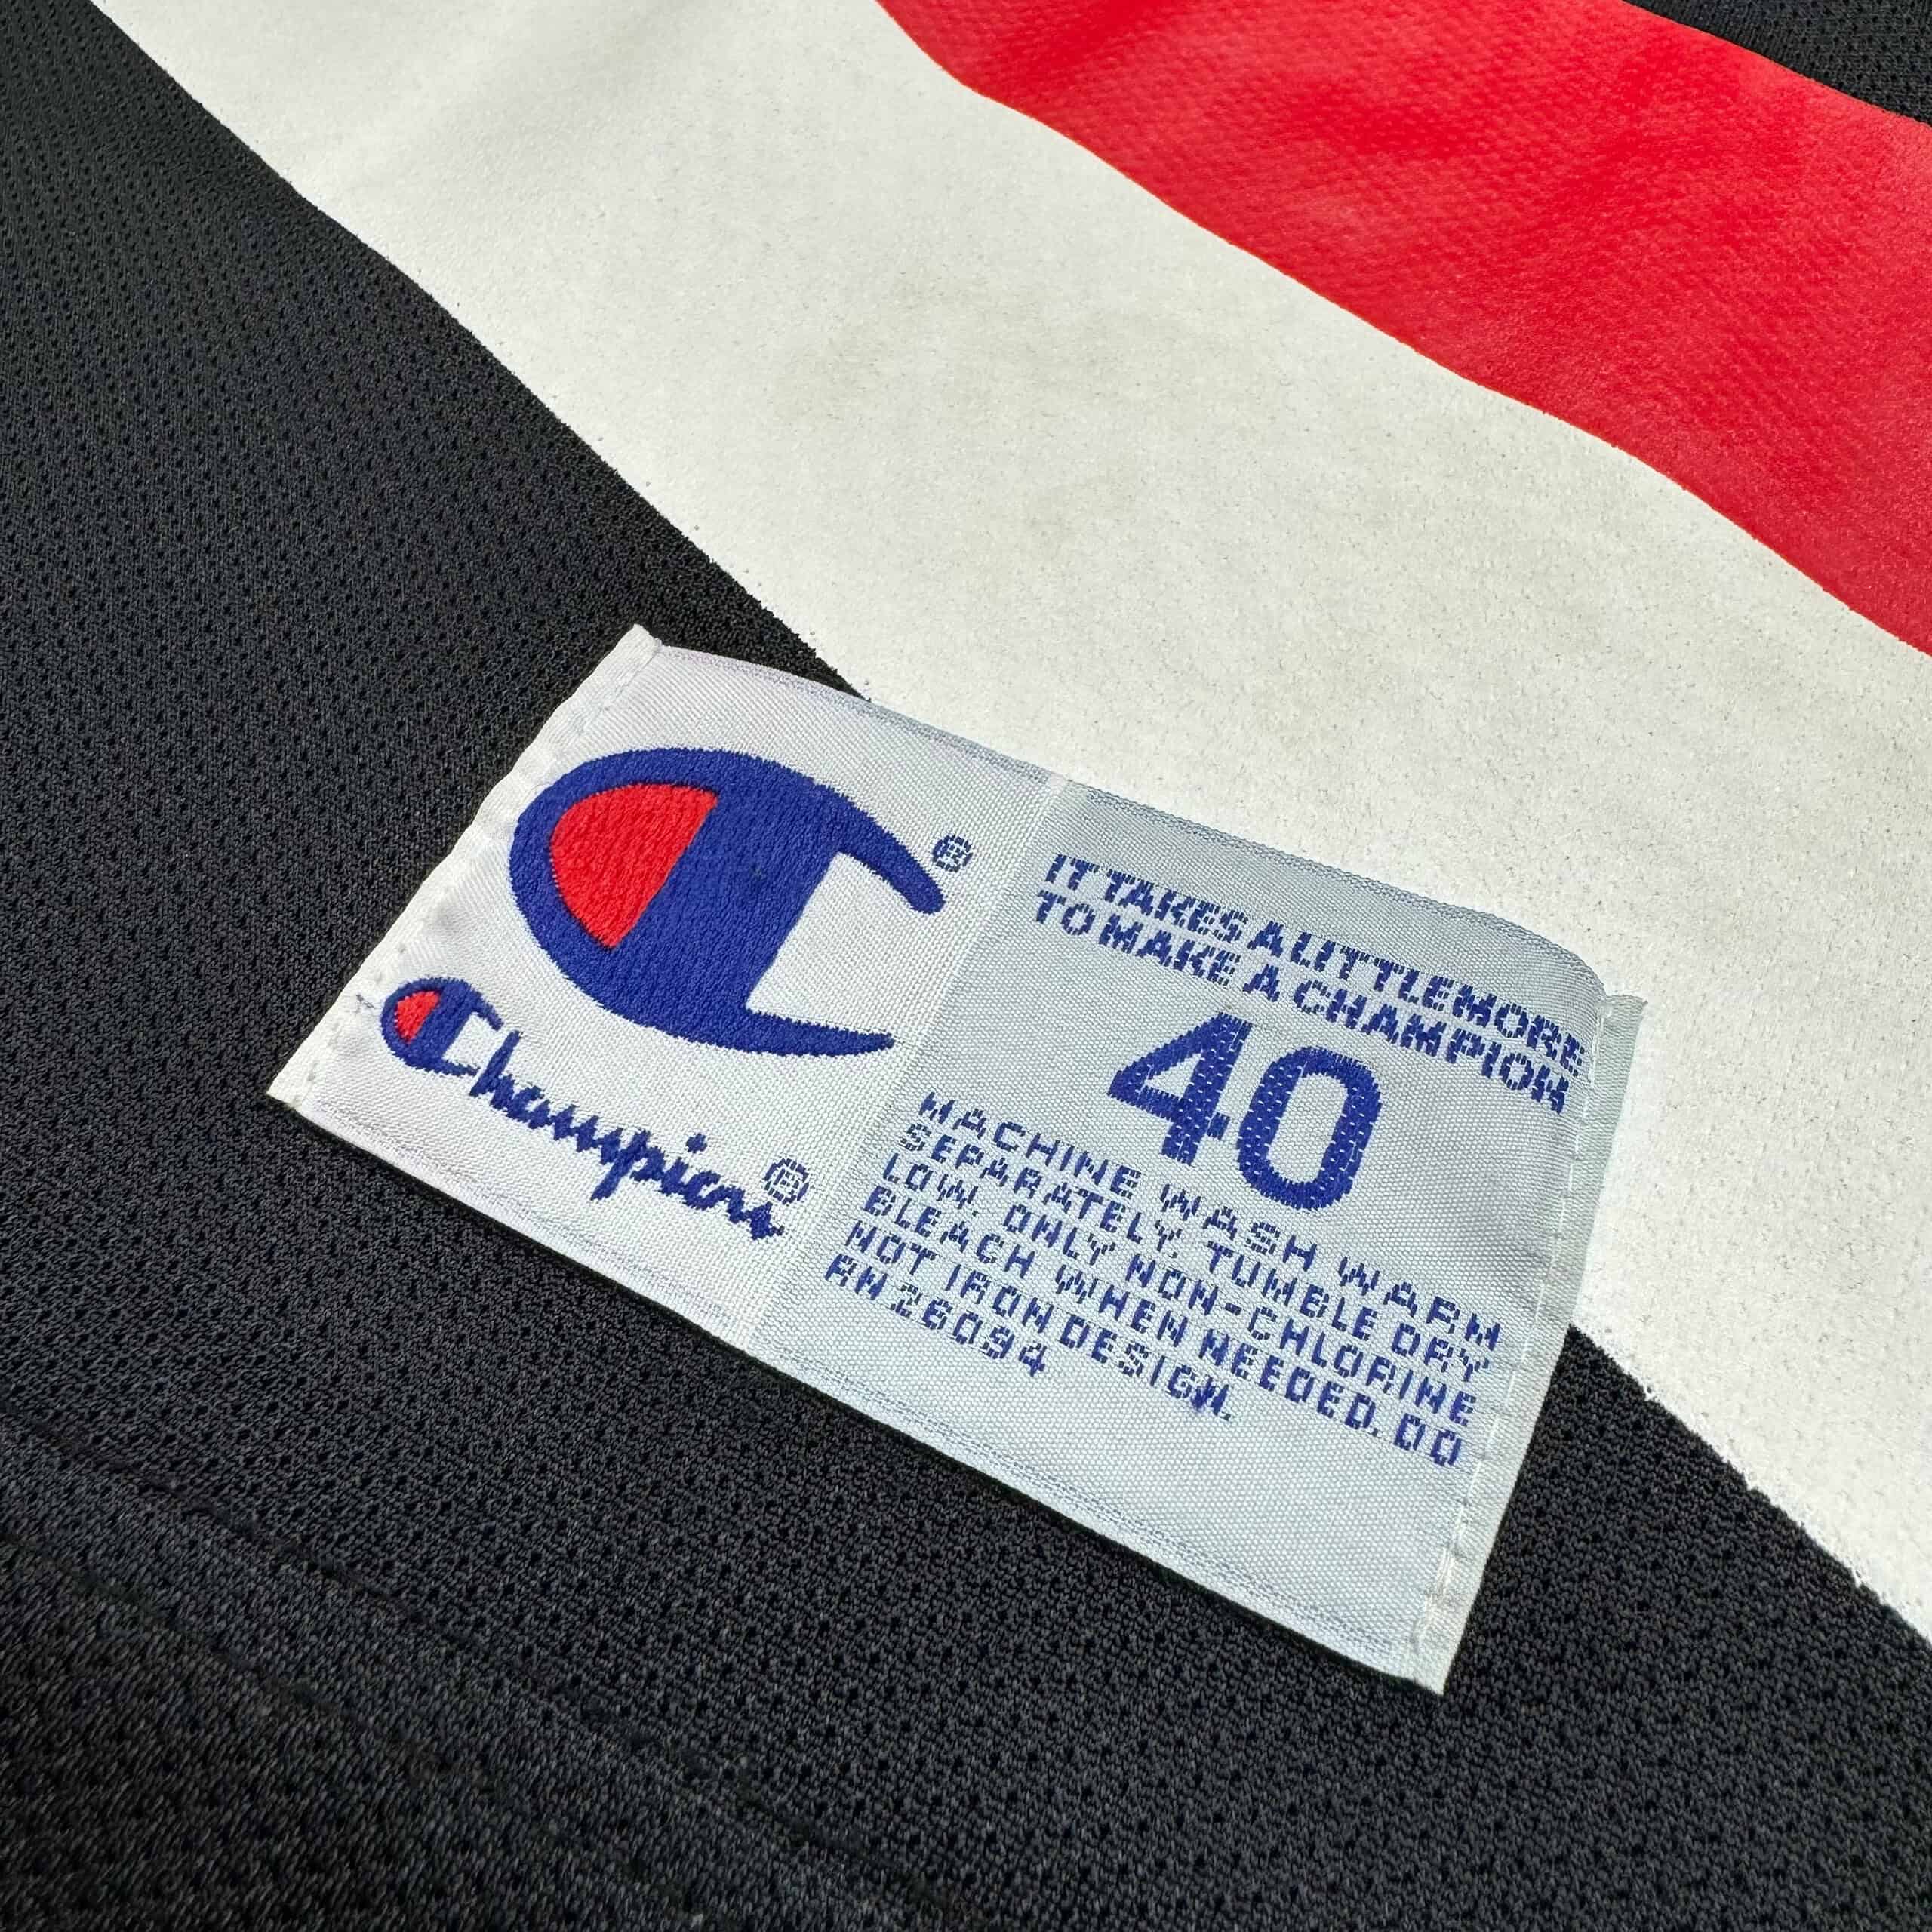 ®
Champion®
IT TAKES A LITTLE MORE
TO MAKE A CHAMPION
40
MACHINE WASH WARM
SEPARATELY. TUMBLE DRY
LOW. ONLY NON-CHLORINE
BLEACH WHEN NEEDED. DO
NOT IRON DESIGN.
RN 26094